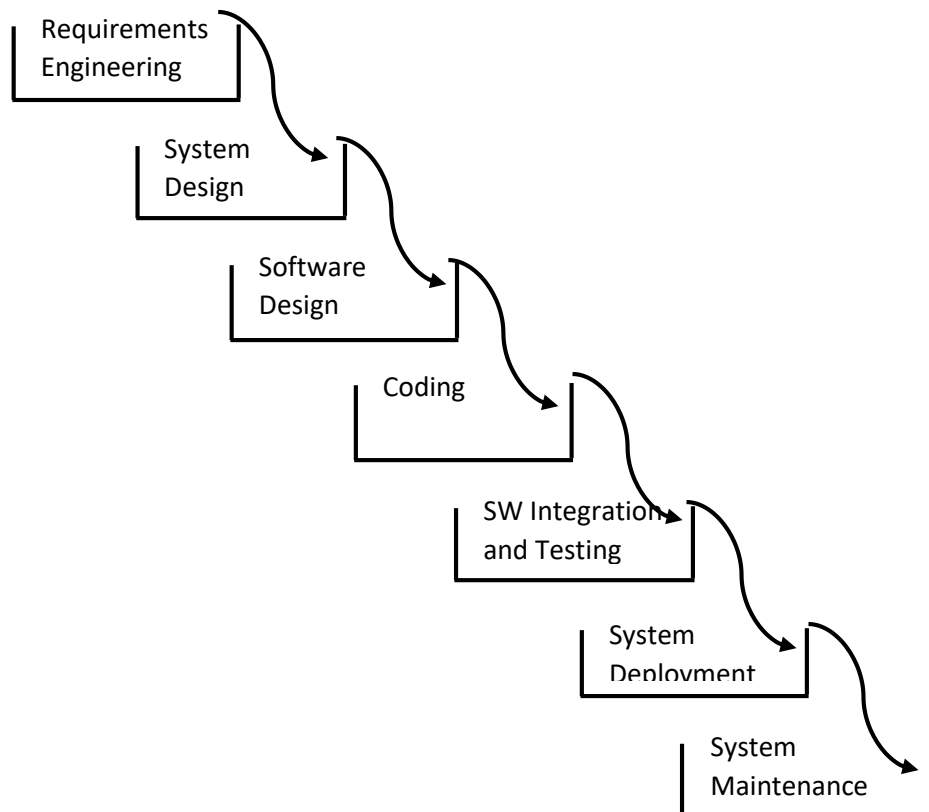 Requirements
Engineering
System
Design
Software
Design
Coding
SW Integration
and Testing
System
Deployment
System
Maintenance